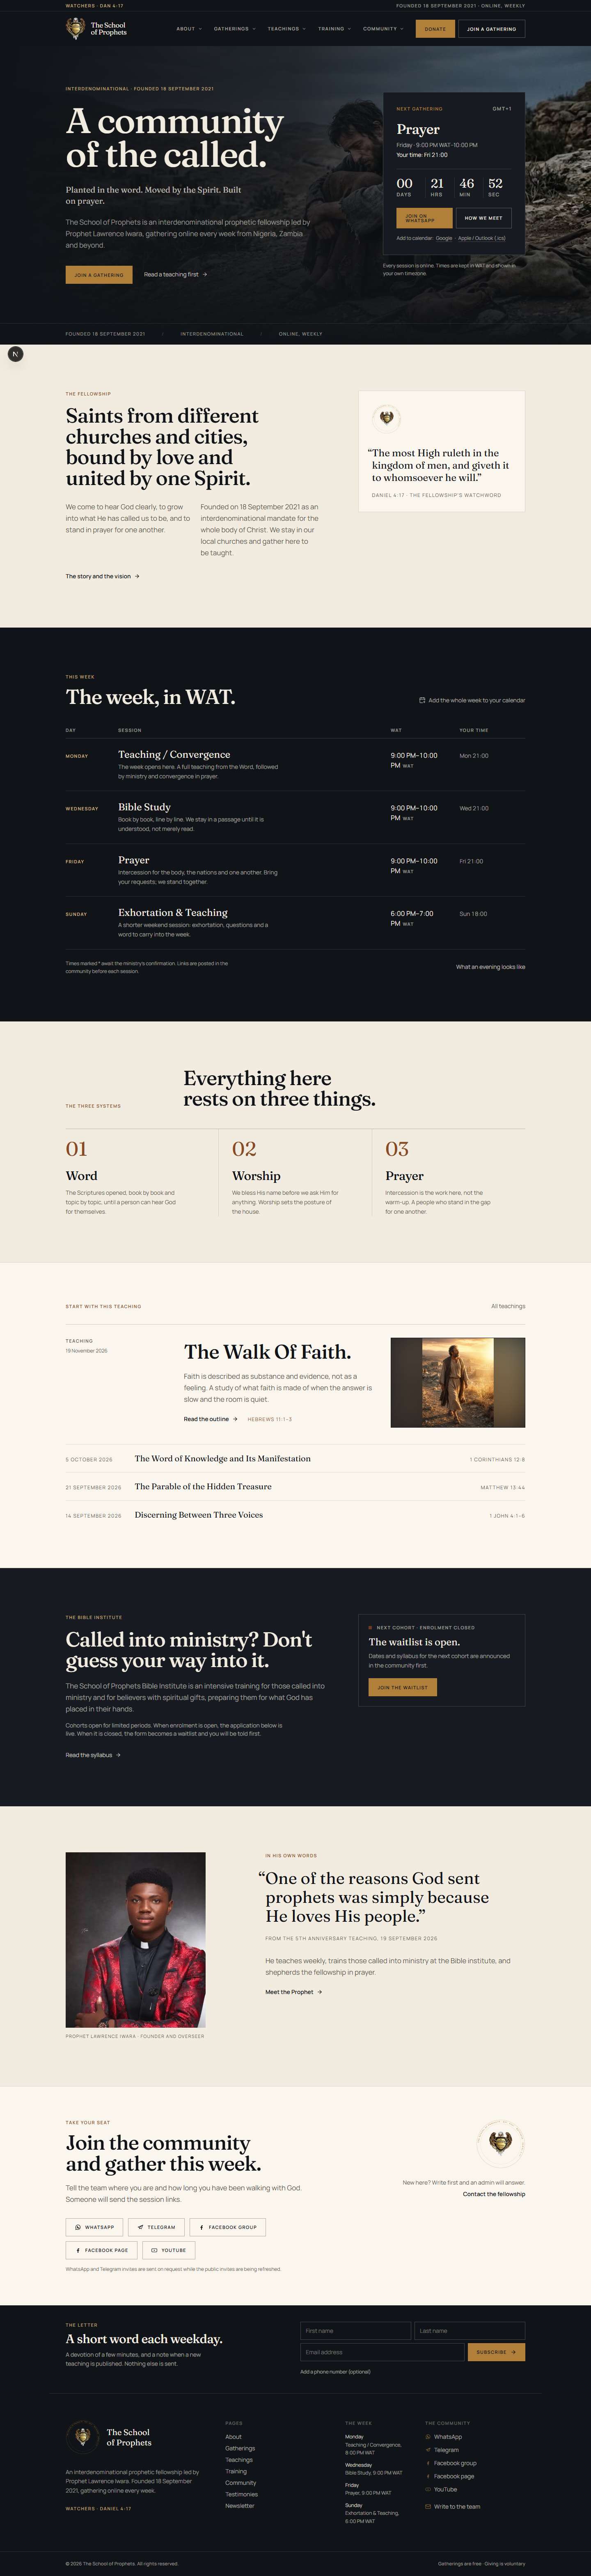 WATCHERS · DAN 4:17
FOUNDED 18 SEPTEMBER 2021 · ONLINE, WEEKLY
The School
of Prophets
ABOUT
GATHERINGS
TEACHINGS
TRAINING
COMMUNITY
DONATE
JOIN A GATHERING
INTERDENOMINATIONAL · FOUNDED 18 SEPTEMBER 2021
A community
of the called.
Planted in the word. Moved by the Spirit. Built
on prayer.
The School of Prophets is an interdenominational prophetic fellowship led by
Prophet Lawrence Iwara, gathering online every week from Nigeria, Zambia
and beyond.
JOIN A GATHERING
Read a teaching first →
NEXT GATHERING
GMT+1
Prayer
Friday · 9:00 PM WAT–10:00 PM
Your time: Fri 21:00
00
DAYS
21
HRS
46
MIN
52
SEC
JOIN ON
WHATSAPP
HOW WE MEET
Add to calendar: Google · Apple / Outlook (.ics)
Every session is online. Times are kept in WAT and shown in
your own timezone.
FOUNDED 18 SEPTEMBER 2021
INTERDENOMINATIONAL
ONLINE, WEEKLY
N
THE FELLOWSHIP
Saints from different
churches and cities,
bound by love and
united by one Spirit.
We come to hear God clearly, to grow
into what He has called us to be, and to
stand in prayer for one another.
Founded on 18 September 2021 as an
interdenominational mandate for the
whole body of Christ. We stay in our
local churches and gather here to
be taught.
The story and the vision →
“The most High ruleth in the
kingdom of men, and giveth it
to whomsoever he will.”
DANIEL 4:17 · THE FELLOWSHIP'S WATCHWORD
THIS WEEK
The week, in WAT.
Add the whole week to your calendar
DAY
SESSION
WAT
YOUR TIME
MONDAY
Teaching / Convergence
The week opens here. A full teaching from the Word, followed
by ministry and convergence in prayer.
9:00 PM–10:00
PM WAT
Mon 21:00
WEDNESDAY
Bible Study
Book by book, line by line. We stay in a passage until it is
understood, not merely read.
9:00 PM–10:00
PM WAT
Wed 21:00
FRIDAY
Prayer
Intercession for the body, the nations and one another. Bring
your requests; we stand together.
9:00 PM–10:00
PM WAT
Fri 21:00
SUNDAY
Exhortation & Teaching
A shorter weekend session: exhortation, questions and a
word to carry into the week.
6:00 PM–7:00
PM WAT
Sun 18:00
Times marked * await the ministry's confirmation. Links are posted in the
community before each session.
What an evening looks like
THE THREE SYSTEMS
Everything here
rests on three things.
01
Word
The Scriptures opened, book by book and
topic by topic, until a person can hear God
for themselves.
02
Worship
We bless His name before we ask Him for
anything. Worship sets the posture of
the house.
03
Prayer
Intercession is the work here, not the
warm-up. A people who stand in the gap
for one another.
START WITH THIS TEACHING
All teachings
TEACHING
19 November 2026
The Walk Of Faith.
Faith is described as substance and evidence, not as a
feeling. A study of what faith is made of when the answer is
slow and the room is quiet.
Read the outline →
HEBREWS 11:1–3
5 OCTOBER 2026
The Word of Knowledge and Its Manifestation
1 CORINTHIANS 12:8
21 SEPTEMBER 2026
The Parable of the Hidden Treasure
MATTHEW 13:44
14 SEPTEMBER 2026
Discerning Between Three Voices
1 JOHN 4:1–6
THE BIBLE INSTITUTE
Called into ministry? Don't
guess your way into it.
The School of Prophets Bible Institute is an intensive training for those called into
ministry and for believers with spiritual gifts, preparing them for what God has
placed in their hands.
Cohorts open for limited periods. When enrolment is open, the application below is
live. When it is closed, the form becomes a waitlist and you will be told first.
Read the syllabus →
NEXT COHORT · ENROLMENT CLOSED
The waitlist is open.
Dates and syllabus for the next cohort are announced
in the community first.
JOIN THE WAITLIST
PROPHET LAWRENCE IWARA · FOUNDER AND OVERSEER
IN HIS OWN WORDS
“One of the reasons God sent
prophets was simply because
He loves His people.”
FROM THE 5TH ANNIVERSARY TEACHING, 19 SEPTEMBER 2026
He teaches weekly, trains those called into ministry at the Bible institute, and
shepherds the fellowship in prayer.
Meet the Prophet →
TAKE YOUR SEAT
Join the community
and gather this week.
Tell the team where you are and how long you have been walking with God.
Someone will send the session links.
WHATSAPP
TELEGRAM
FACEBOOK GROUP
FACEBOOK PAGE
YOUTUBE
WhatsApp and Telegram invites are sent on request while the public invites are being refreshed.
New here? Write first and an admin will answer.
Contact the fellowship
THE LETTER
A short word each weekday.
A devotion of a few minutes, and a note when a new
teaching is published. Nothing else is sent.
First name
Last name
Email address
SUBSCRIBE →
Add a phone number (optional)
The School
of Prophets
An interdenominational prophetic fellowship led by
Prophet Lawrence Iwara. Founded 18 September
2021, gathering online every week.
WATCHERS · DANIEL 4:17
PAGES
About
Gatherings
Teachings
Training
Community
Testimonies
Newsletter
THE WEEK
Monday
Teaching / Convergence,
9:00 PM WAT
Wednesday
Bible Study, 9:00 PM WAT
Friday
Prayer, 9:00 PM WAT
Sunday
Exhortation & Teaching,
6:00 PM WAT
THE COMMUNITY
WhatsApp
Telegram
Facebook group
Facebook page
YouTube
Write to the team
© 2026 The School of Prophets. All rights reserved.
Gatherings are free · Giving is voluntary